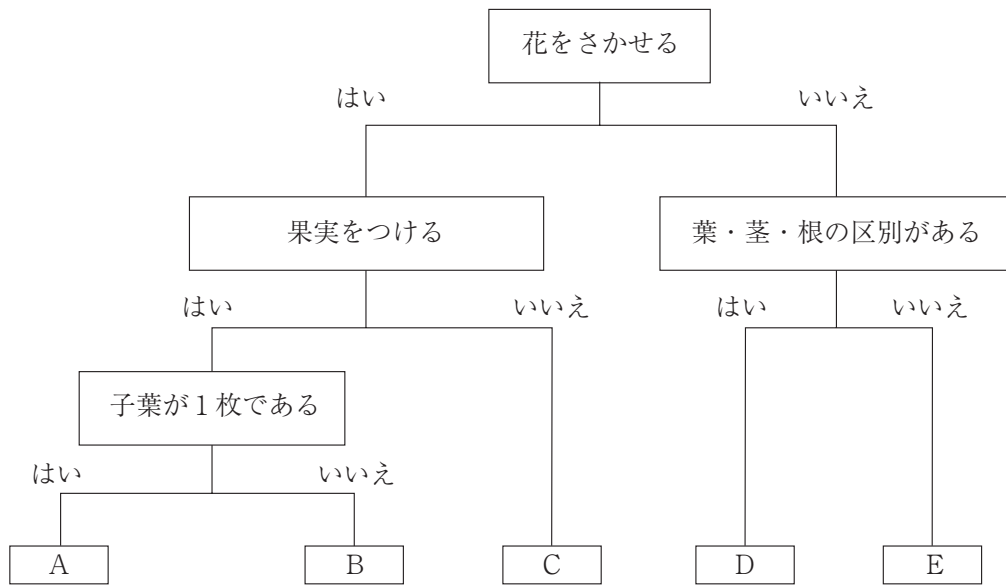 花をさかせる
はい
いいえ
果実をつける
葉・茎・根の区別がある
はい
いいえ
はい
いいえ
子葉が１枚である
はい
いいえ
A
B
C
D
E